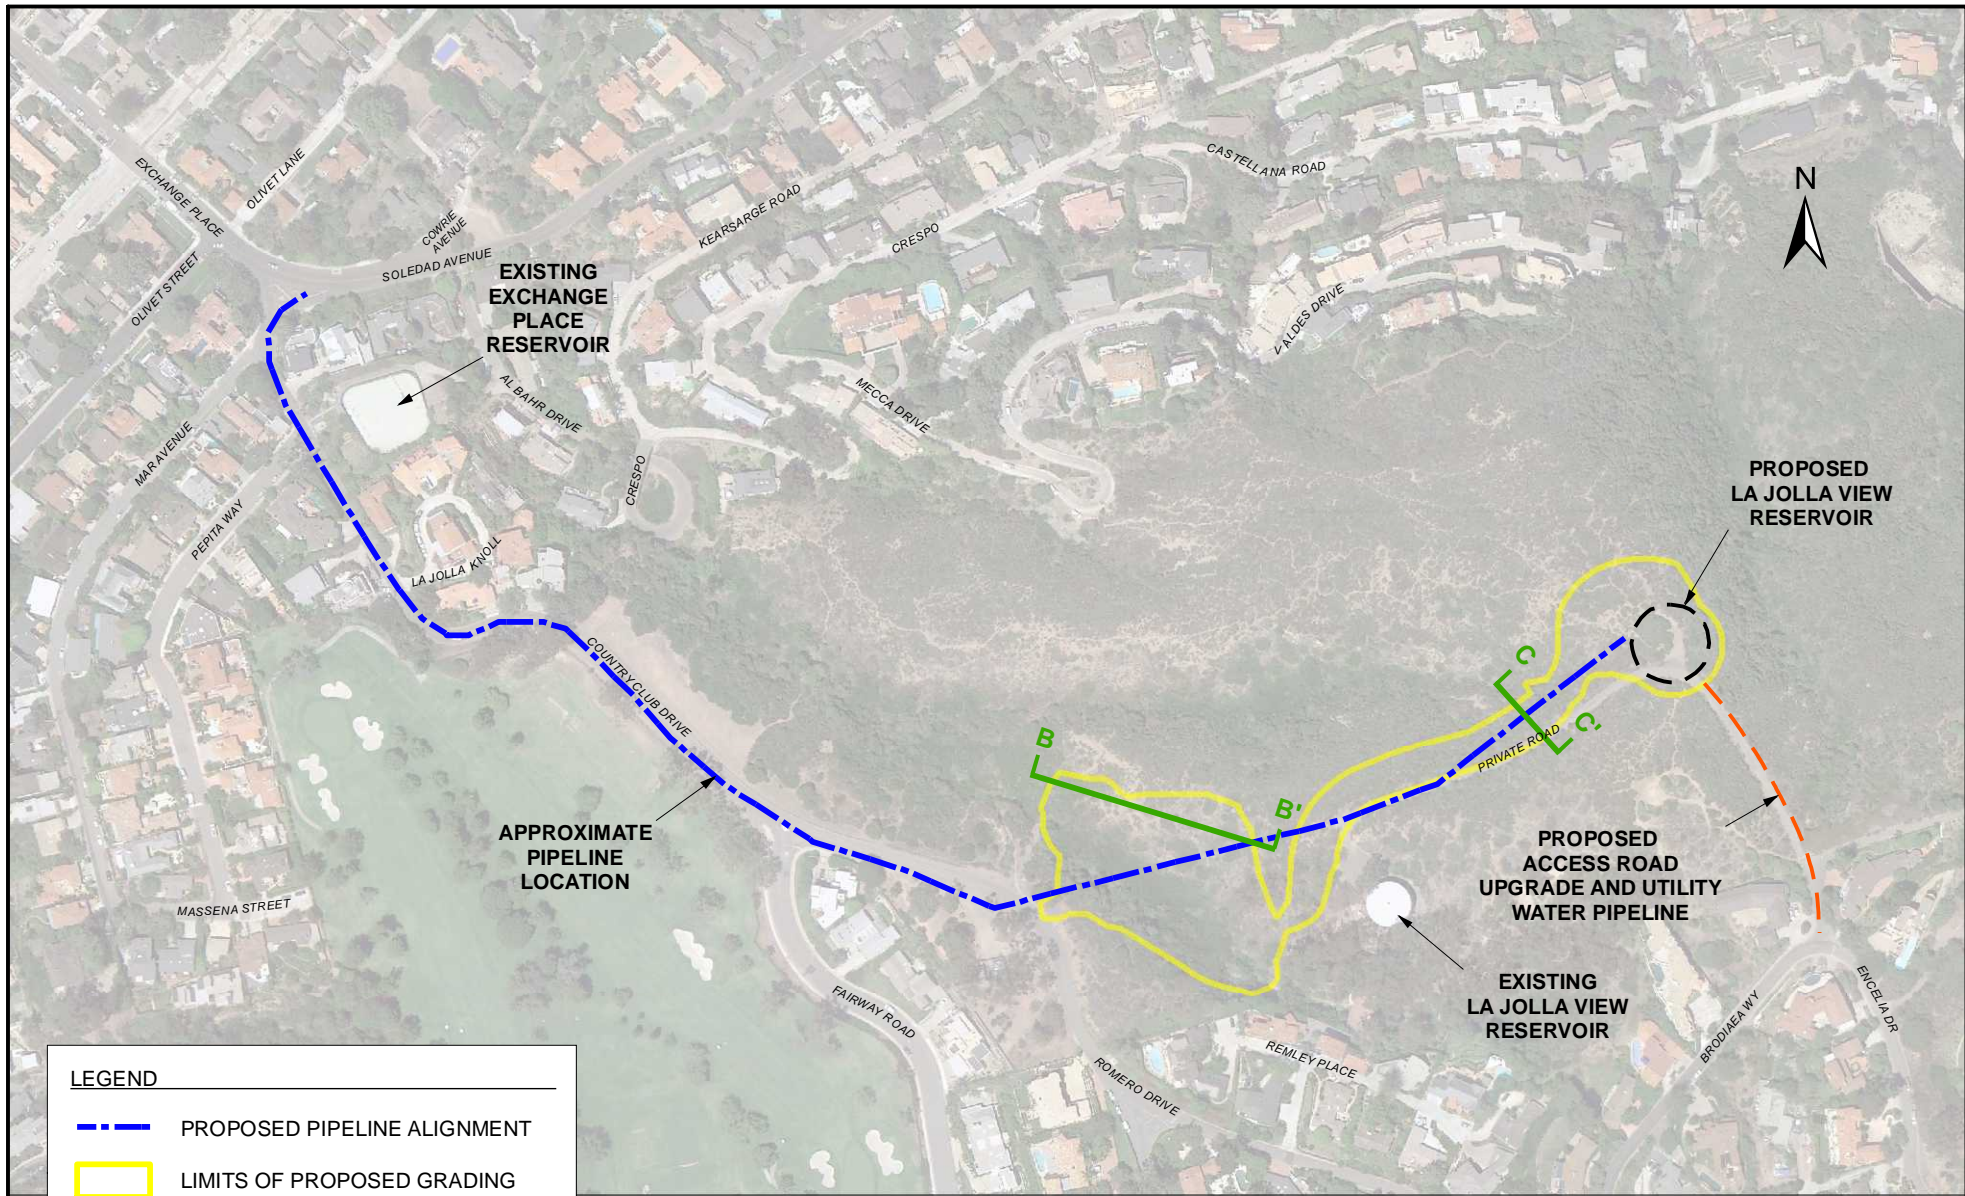 EXCHANGE PLACE
OLIVET LANE
OLIVET STREET
COWRIE
AVENUE
SOLEDAD AVENUE
KEARSARGE ROAD
CRESPO
CASTELLANA ROAD
N
EXISTING
EXCHANGE
PLACE
RESERVOIR
VALDES DRIVE
AL BAHR DRIVE
MECCA DRIVE
MAR AVENUE
CRESPO
PEPITA WAY
LA JOLLA KNOLL
PROPOSED
LA JOLLA VIEW
RESERVOIR
COUNTRY CLUB DRIVE
C
C'
PRIVATE ROAD
B
B'
APPROXIMATE
PIPELINE
LOCATION
PROPOSED
ACCESS ROAD
UPGRADE AND UTILITY
WATER PIPELINE
MASSENA STREET
EXISTING
LA JOLLA VIEW
RESERVOIR
FAIRWAY ROAD
ENCELIA DR
BRODIAEA WY
REMLEY PLACE
ROMERO DRIVE
LEGEND
PROPOSED PIPELINE ALIGNMENT
LIMITS OF PROPOSED GRADING